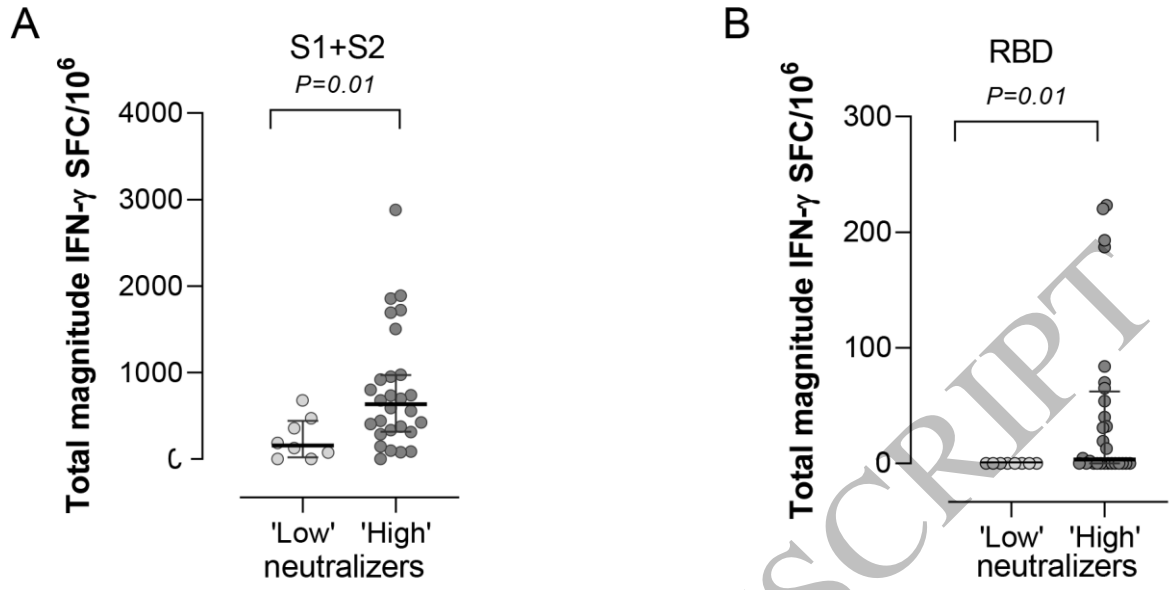 A
S1+S2
P=0.01
Total magnitude IFN-γ SFC/10⁶
4000
3000
2000
1000
0
'Low' 'High'
neutralizers
B
RBD
P=0.01
Total magnitude IFN-γ SFC/10⁶
300
200
100
0
'Low' 'High'
neutralizers
SCRIPT